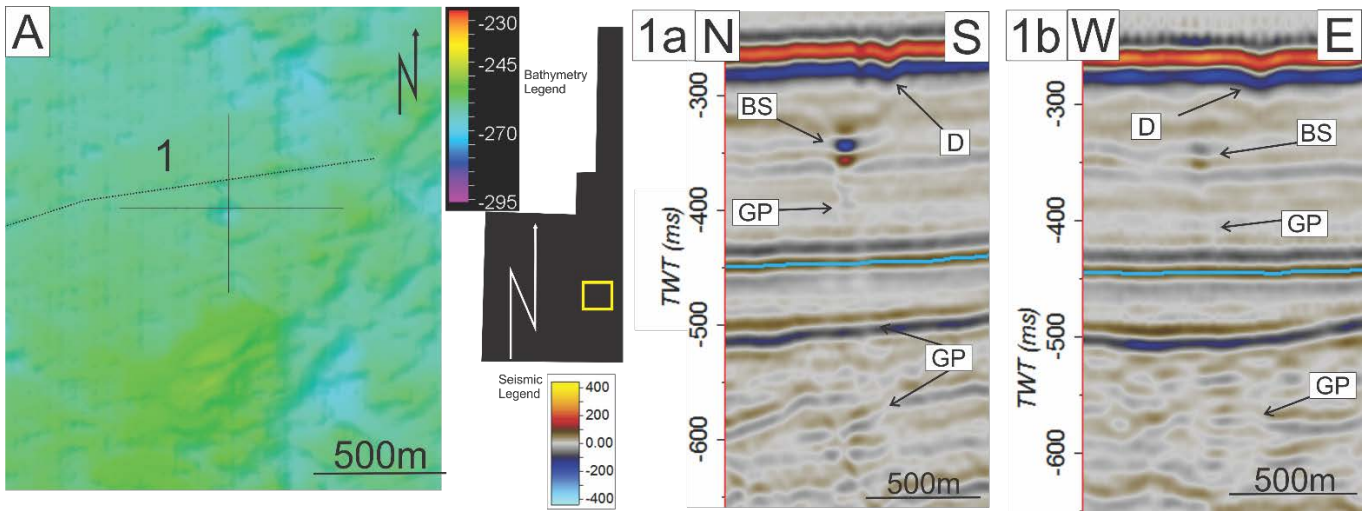 A
N
1
500m
-230
-245
-270
-295
Bathymetry
Legend
N
Seismic
Legend
400
200
0.00
-200
-400
1a N
S
-300
-400
-500
-600
TWT (ms)
BS
D
GP
GP
500m
1b W
E
-300
-400
-500
-600
TWT (ms)
D
BS
GP
GP
500m